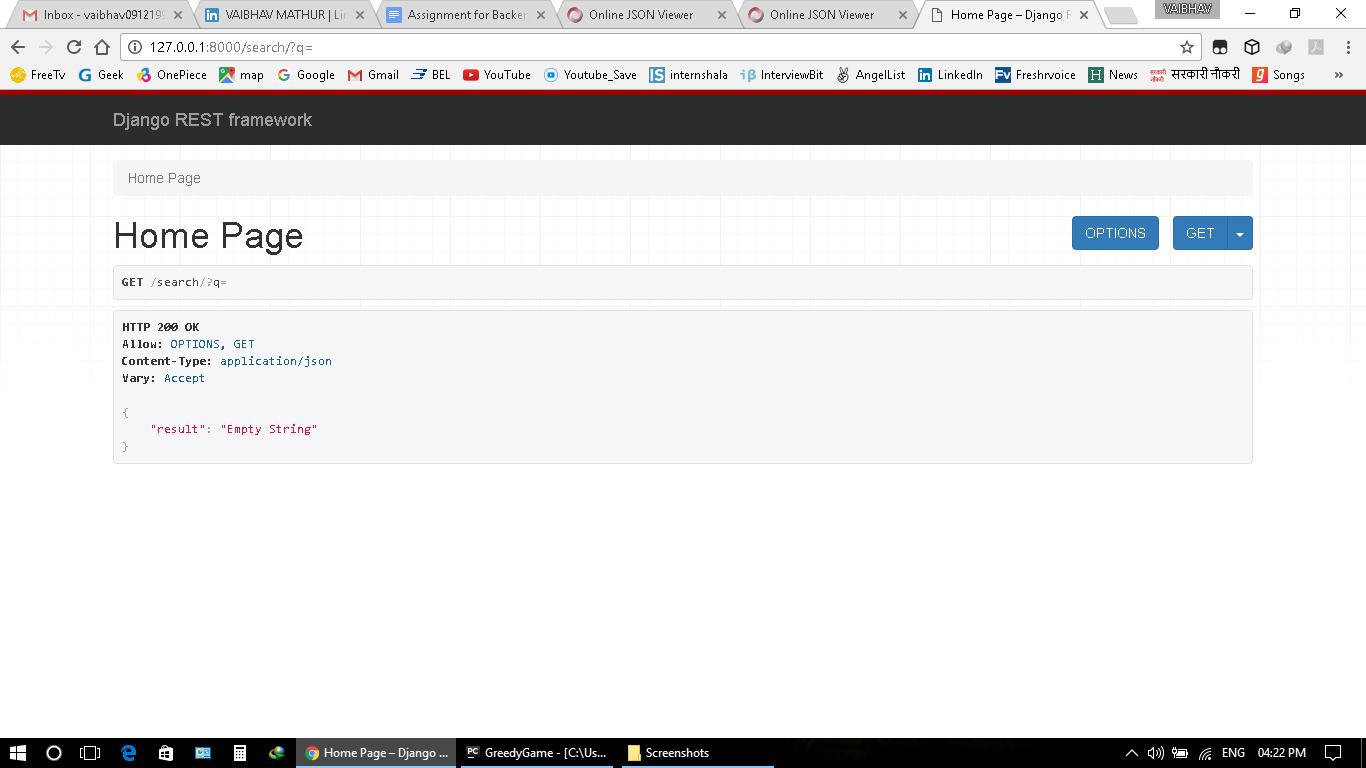 Inbox - vaibhav0912199
VAIBHAV MATHUR | Lin
Assignment for Backen
Online JSON Viewer
Online JSON Viewer
Home Page – Django R
VAIBHAV
127.0.0.1:8000/search/?q=
FreeTv
Geek
OnePiece
map
Google
Gmail
BEL
YouTube
Youtube_Save
internshala
InterviewBit
AngelList
LinkedIn
Freshrvoice
News
सरकारी नौकरी
Songs
»
Django REST framework
Home Page
Home Page
OPTIONS
GET
GET /search/?q=
HTTP 200 OK
Allow: OPTIONS, GET
Content-Type: application/json
Vary: Accept
{
"result": "Empty String"
}
Home Page – Django ...
GreedyGame - [C:\Us...
Screenshots
ENG
04:22 PM